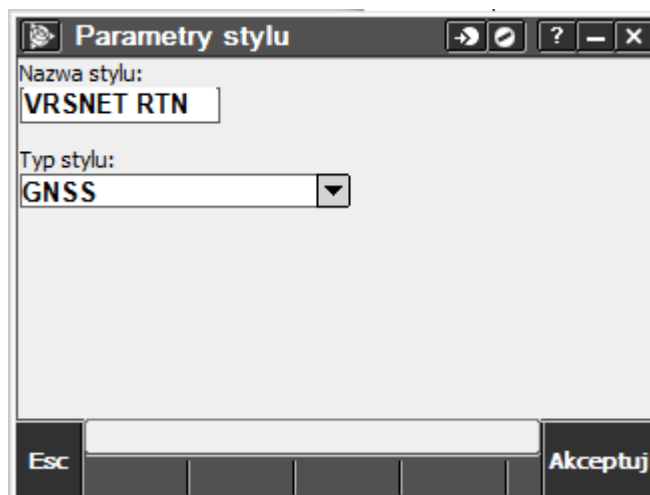 Parametry stylu
?
Nazwa stylu:
VRSNET RTN
Typ stylu:
GNSS
Esc
Akceptuj